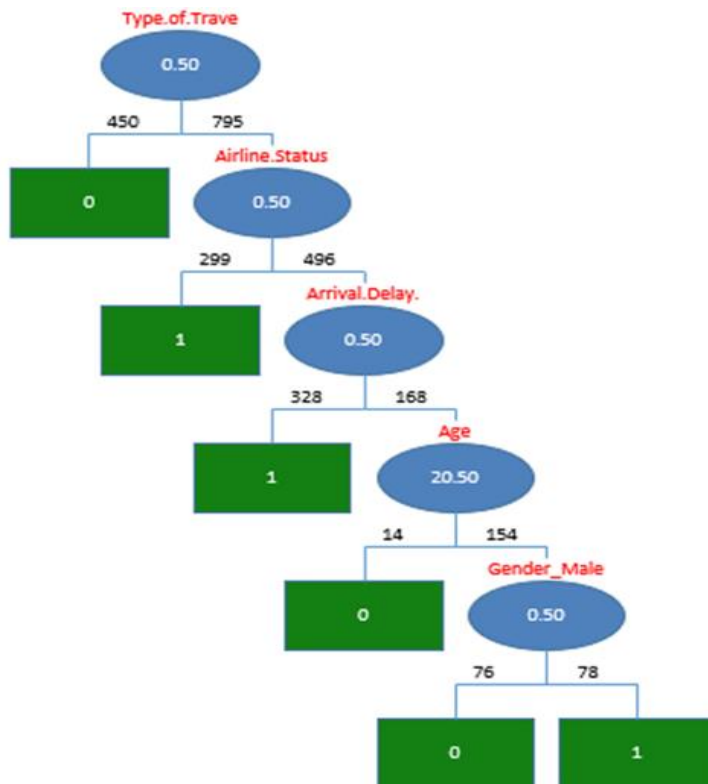 Type.of.Trave
0.50
450 795
Airline.Status
0 0.50
299 496
Arrival.Delay.
1 0.50
328 168
Age
1 20.50
14 154
Gender_Male
0 0.50
76 78
0 1